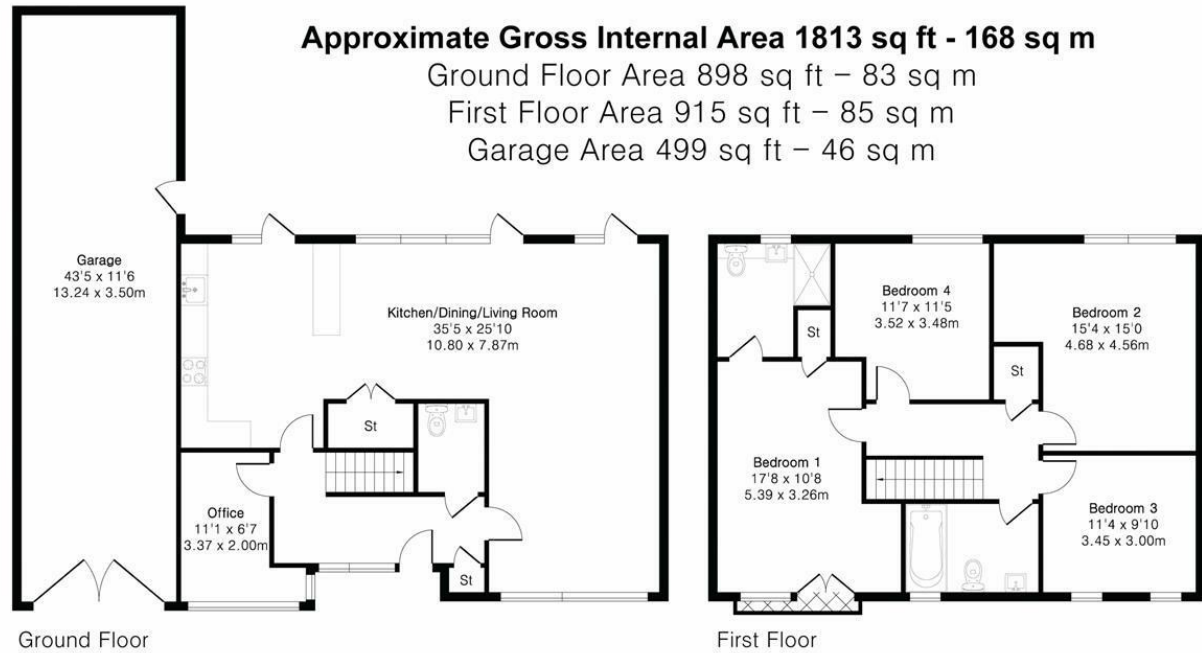 Approximate Gross Internal Area 1813 sq ft - 168 sq m
Ground Floor Area 898 sq ft – 83 sq m
First Floor Area 915 sq ft – 85 sq m
Garage Area 499 sq ft – 46 sq m
Garage
43'5 x 11'6
13.24 x 3.50m
Kitchen/Dining/Living Room
35'5 x 25'10
10.80 x 7.87m
St
Office
11'1 x 6'7
3.37 x 2.00m
St
Ground Floor
Bedroom 4
11'7 x 11'5
3.52 x 3.48m
Bedroom 2
15'4 x 15'0
4.68 x 4.56m
St
St
Bedroom 1
17'8 x 10'8
5.39 x 3.26m
Bedroom 3
11'4 x 9'10
3.45 x 3.00m
First Floor